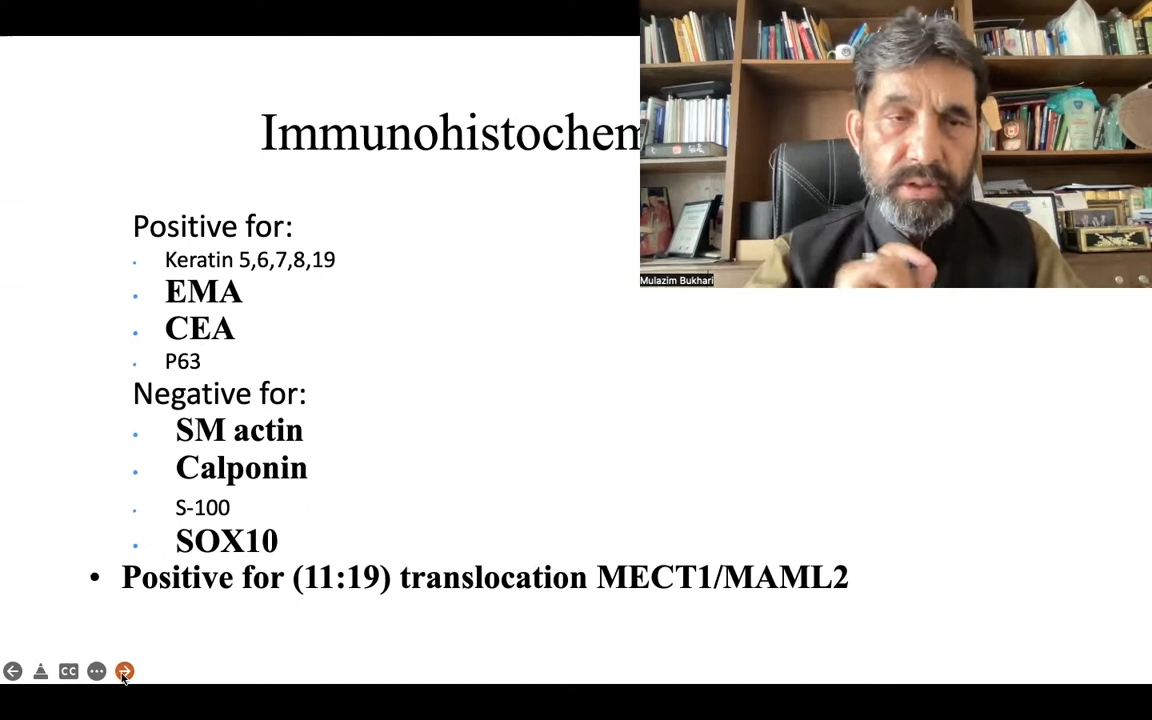 Immunohistochem
Positive for:
Keratin 5,6,7,8,19
EMA
CEA
P63
Negative for:
SM actin
Calponin
S-100
SOX10
Positive for (11:19) translocation MECT1/MAML2
Mulazim Bukhari
CC